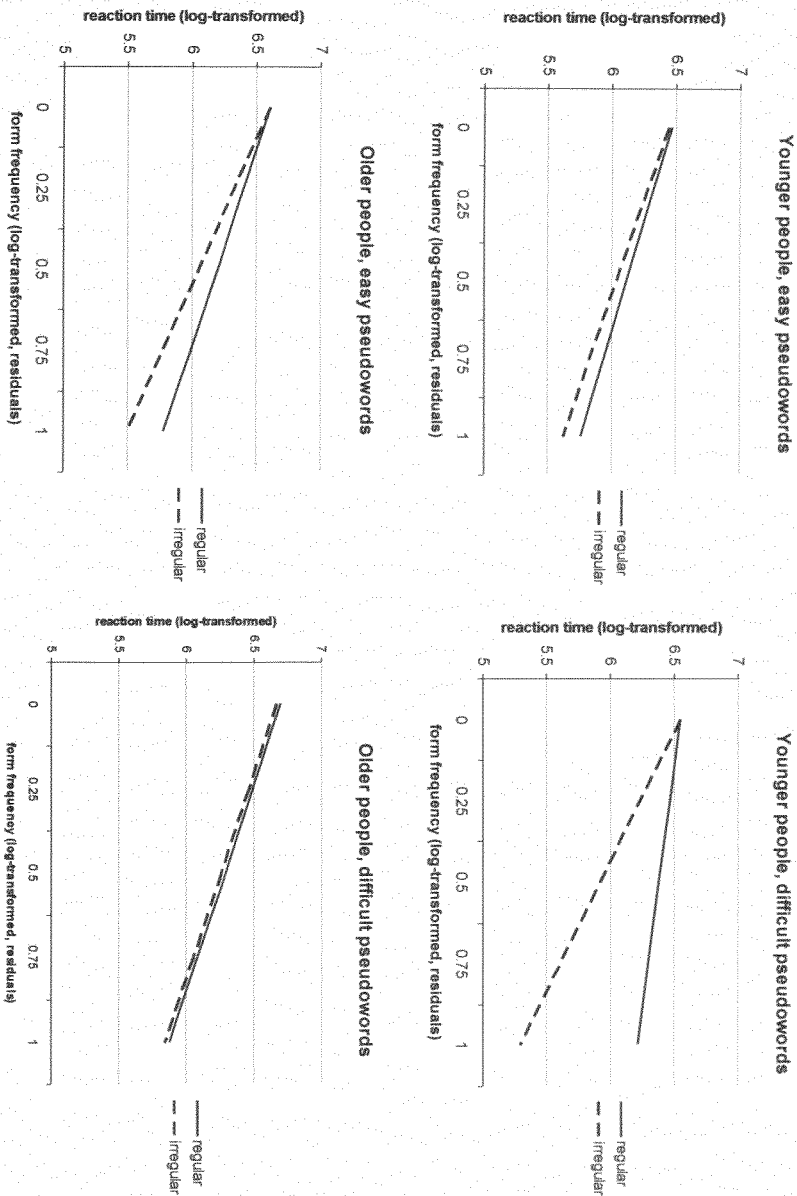 Younger people, easy pseudowords
reaction time (log-transformed)
7
6.5
6
5.5
5
0 0.25 0.5 0.75 1
form frequency (log-transformed, residuals)
regular
irregular
Younger people, difficult pseudowords
reaction time (log-transformed)
7
6.5
6
5.5
5
0 0.25 0.5 0.75 1
form frequency (log-transformed, residuals)
regular
irregular
Older people, easy pseudowords
reaction time (log-transformed)
7
6.5
6
5.5
5
0 0.25 0.5 0.75 1
form frequency (log-transformed, residuals)
regular
irregular
Older people, difficult pseudowords
reaction time (log-transformed)
7
6.5
6
5.5
5
0 0.25 0.5 0.75 1
form frequency (log-transformed, residuals)
regular
irregular